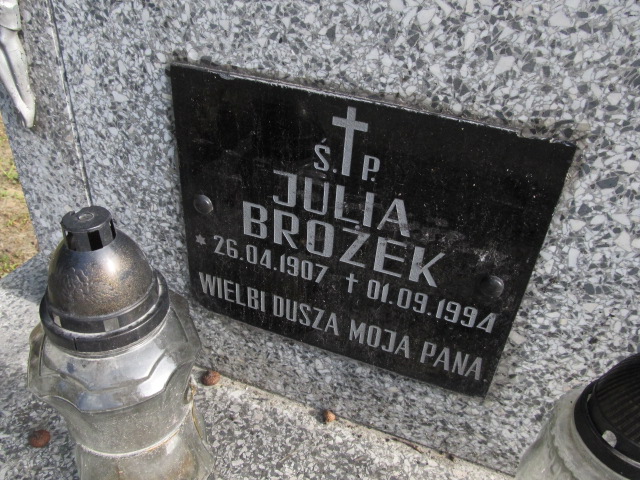 Ś. P.
JULIA
BROŻEK
* 26.04.1907 † 01.09.1994
WIELBI DUSZA MOJA PANA